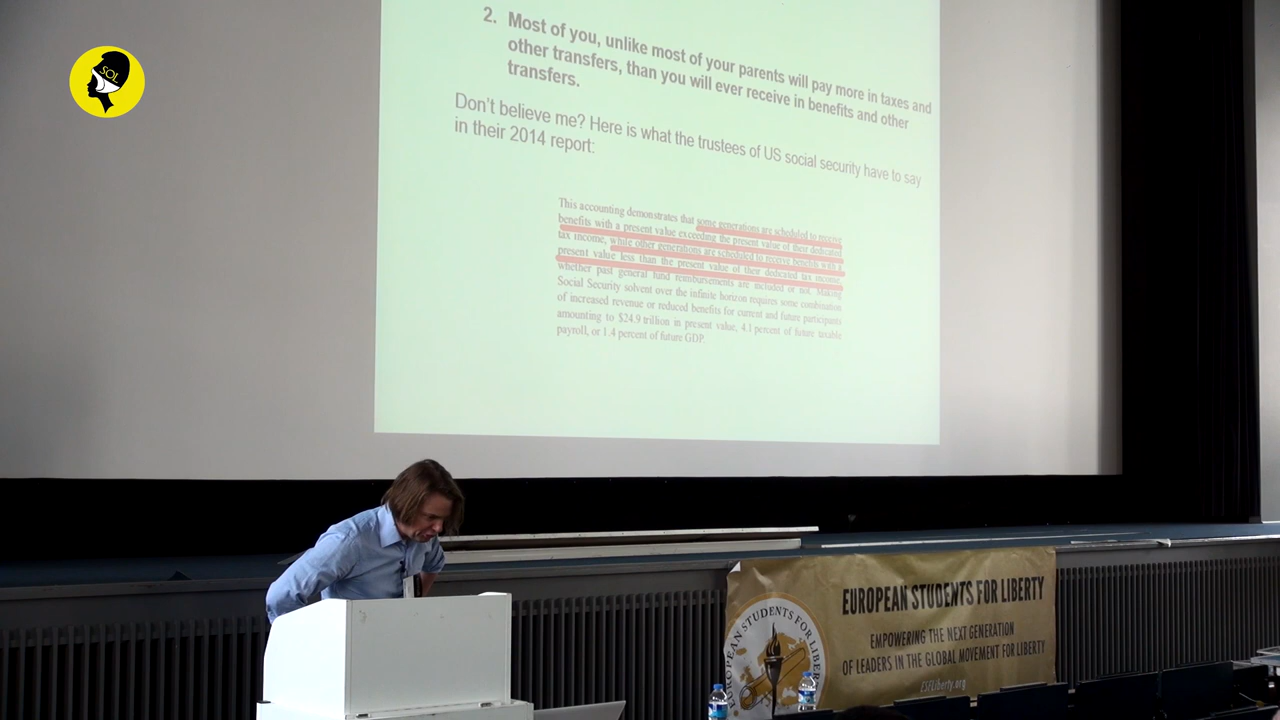 SOL
2. Most of you, unlike most of your parents will pay more in taxes and
other transfers, than you will ever receive in benefits and other
transfers.
Don't believe me? Here is what the trustees of US social security have to say
in their 2014 report:
This accounting demonstrates that some generations are scheduled to receive
benefits with a present value exceeding the present value of their dedicated
tax income, while other generations are scheduled to receive benefits with a
present value less than the present value of their dedicated tax income,
whether past general fund reimbursements are included or not. Making
Social Security solvent over the infinite horizon requires some combination
of increased revenue or reduced benefits for current and future participants
amounting to $24.9 trillion in present value, 4.1 percent of future taxable
payroll, or 1.4 percent of future GDP.
EUROPEAN STUDENTS FOR LIBERTY
EUROPEAN STUDENTS FOR LIBERTY
EMPOWERING THE NEXT GENERATION
OF LEADERS IN THE GLOBAL MOVEMENT FOR LIBERTY
ESFLiberty.org